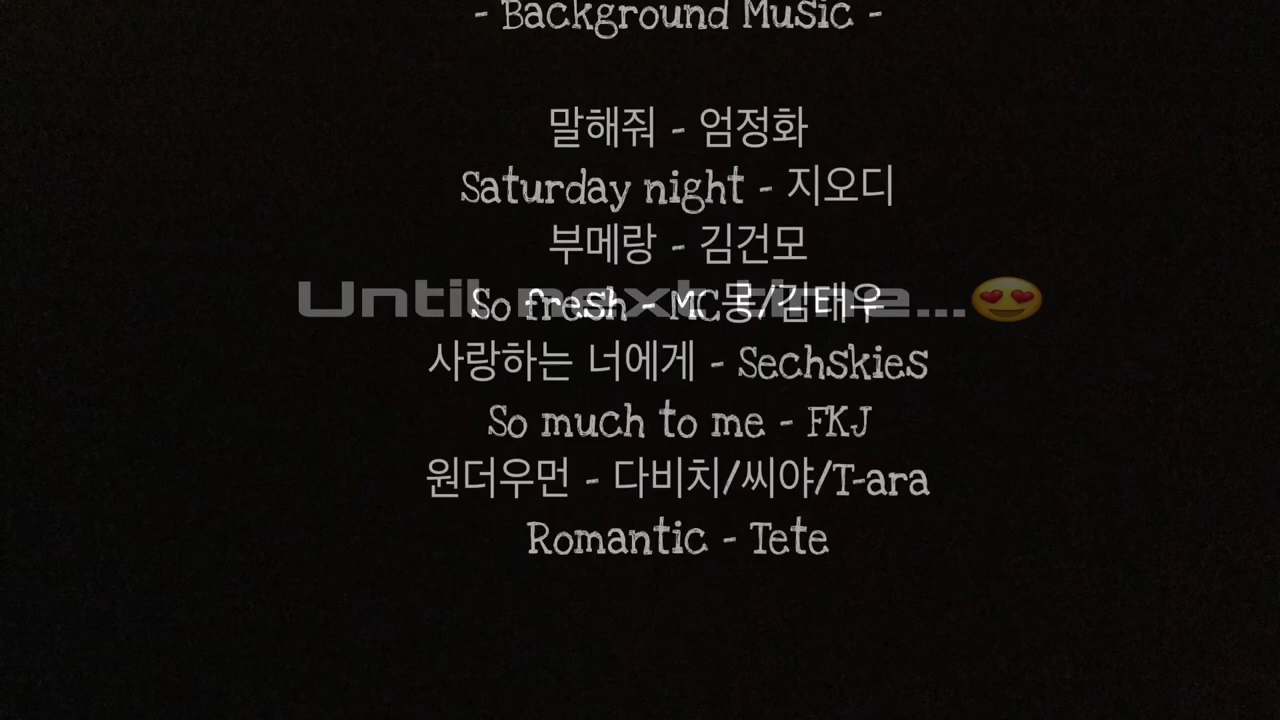 - Background Music -
말해줘 - 엄정화
Saturday night - 지오디
부메랑 - 김건모
Until next time...😍
So fresh - MC몽/김태우
사랑하는 너에게 - Sechskies
So much to me - FKJ
원더우먼 - 다비치/씨야/T-ara
Romantic - Tete